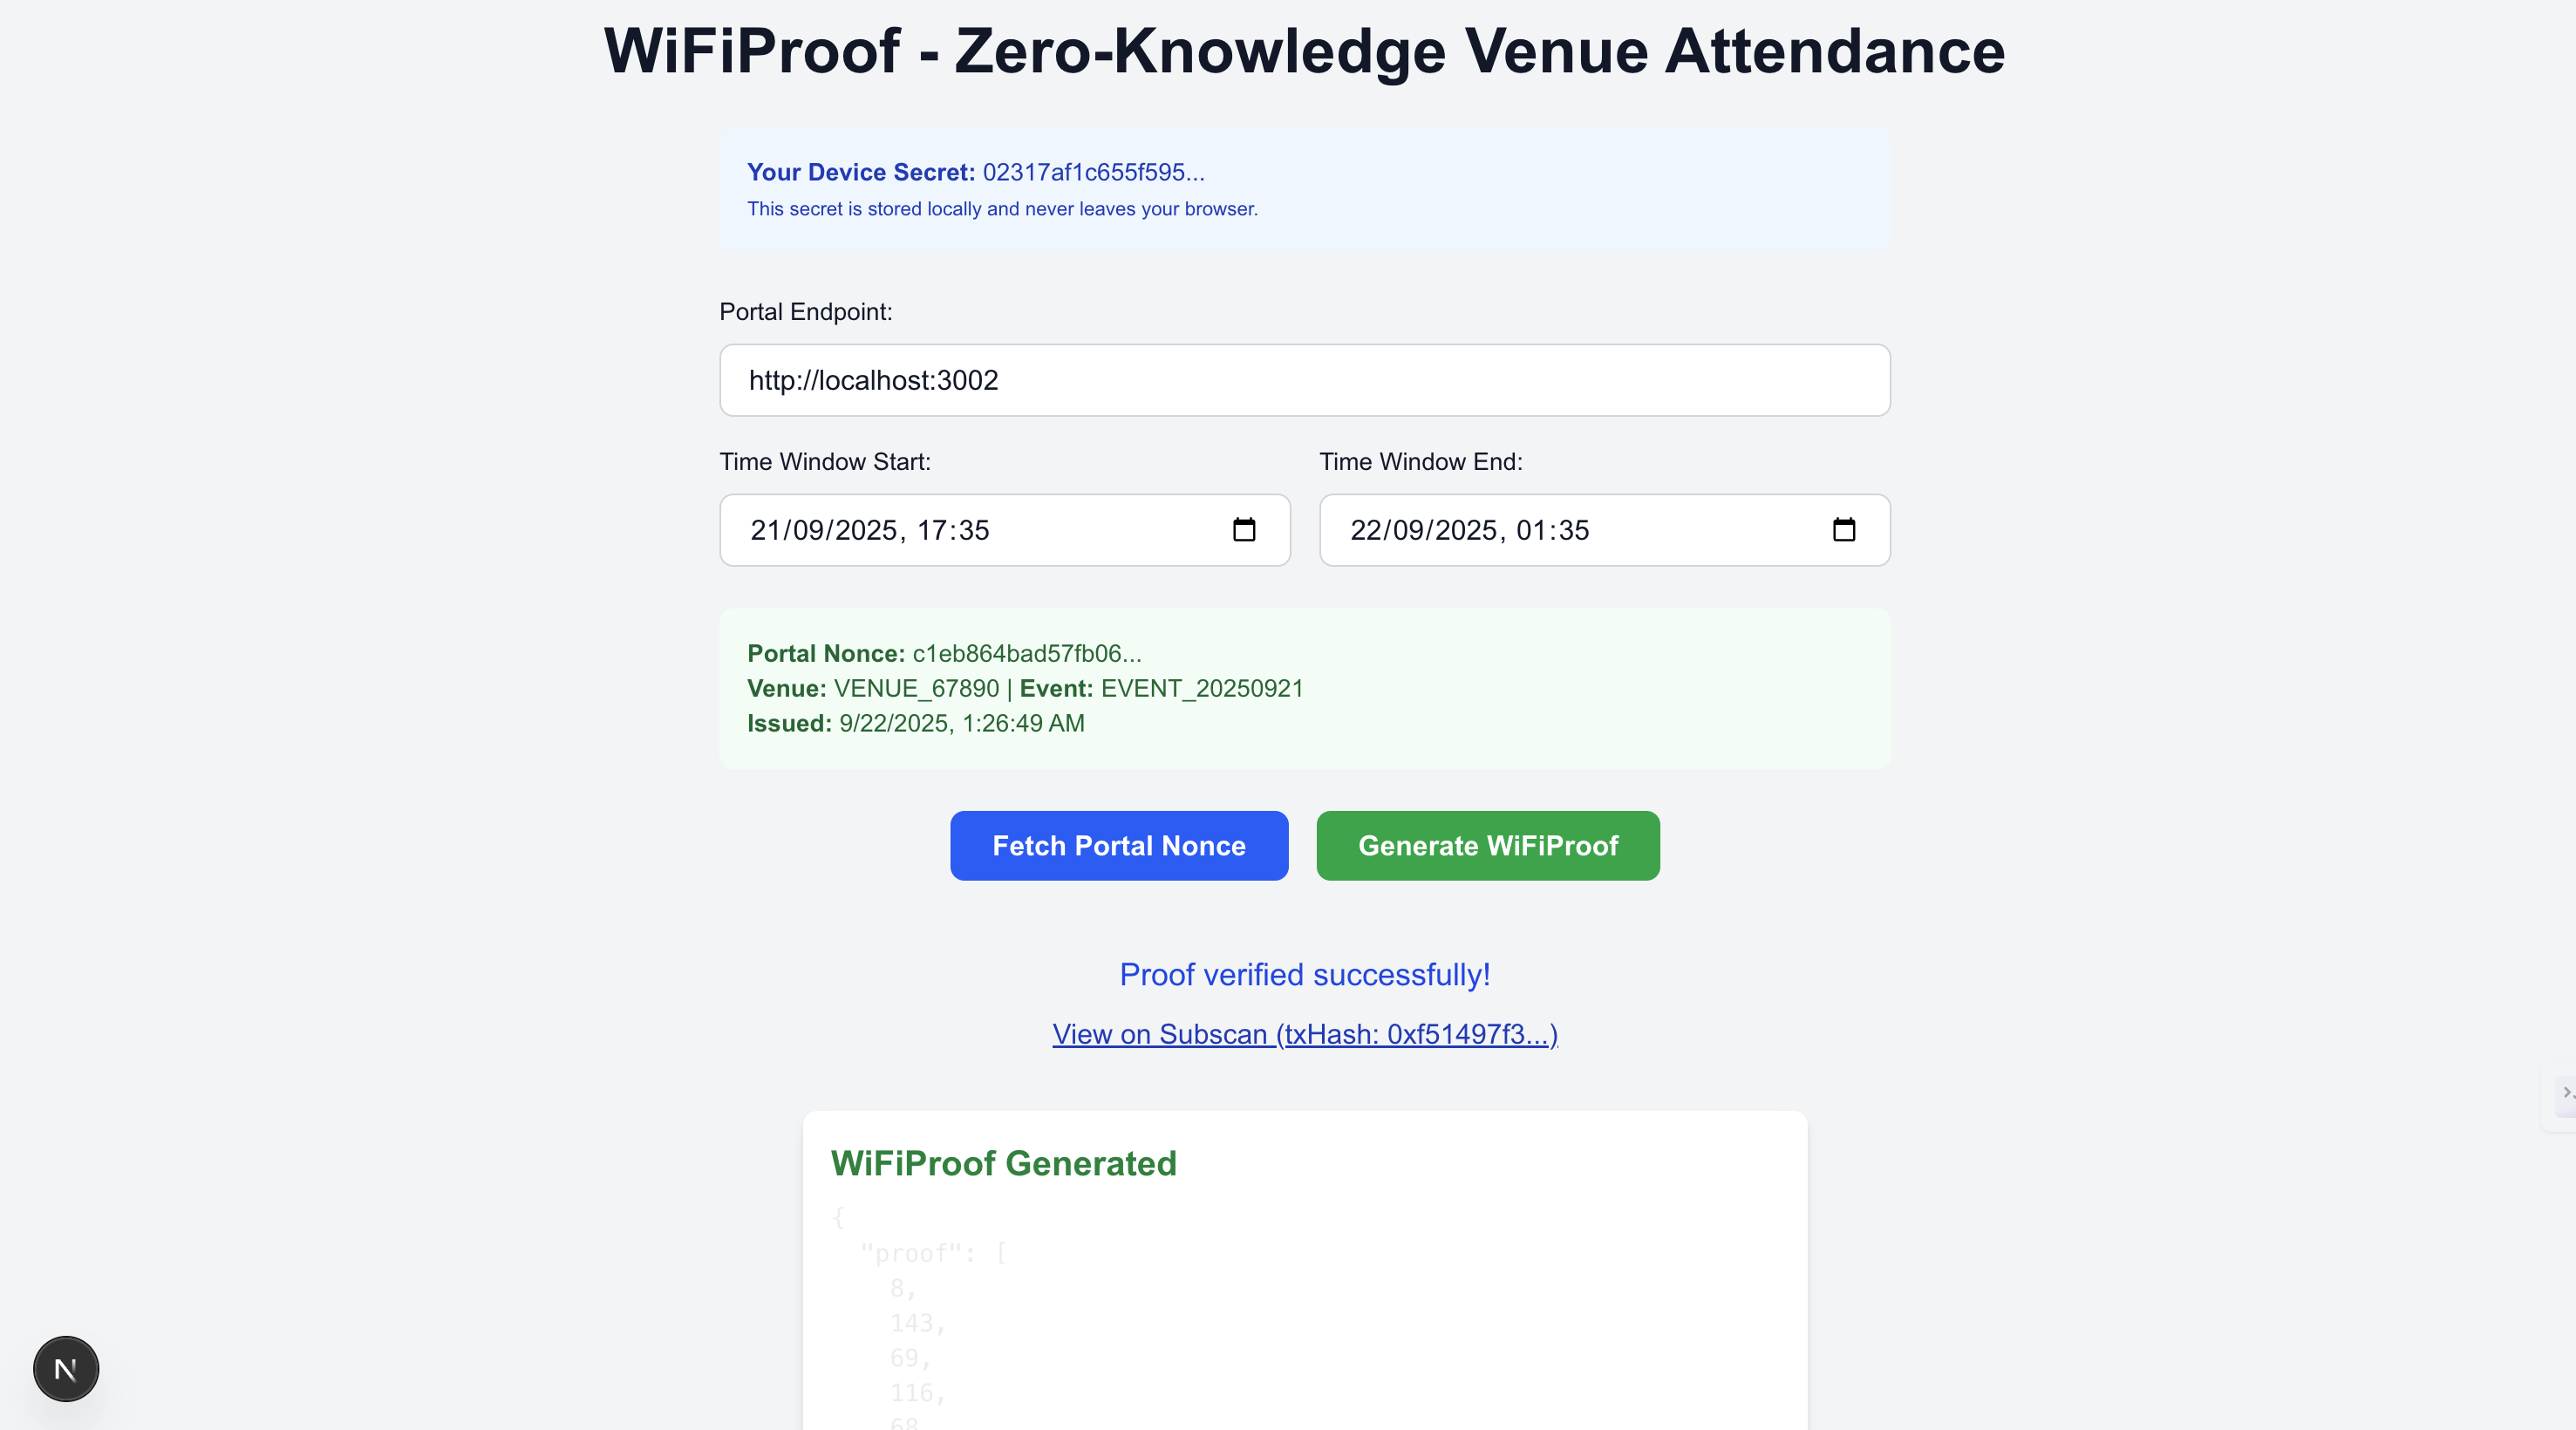 WiFiProof - Zero-Knowledge Venue Attendance
Your Device Secret: 02317af1c655f595...
This secret is stored locally and never leaves your browser.
Portal Endpoint:
http://localhost:3002
Time Window Start:
Time Window End:
21/09/2025, 17:35
22/09/2025, 01:35
Portal Nonce: c1eb864bad57fb06...
Venue: VENUE_67890 | Event: EVENT_20250921
Issued: 9/22/2025, 1:26:49 AM
Fetch Portal Nonce
Generate WiFiProof
Proof verified successfully!
View on Subscan (txHash: 0xf51497f3...)
WiFiProof Generated
{
"proof": [
8,
143,
69,
116,
68
N